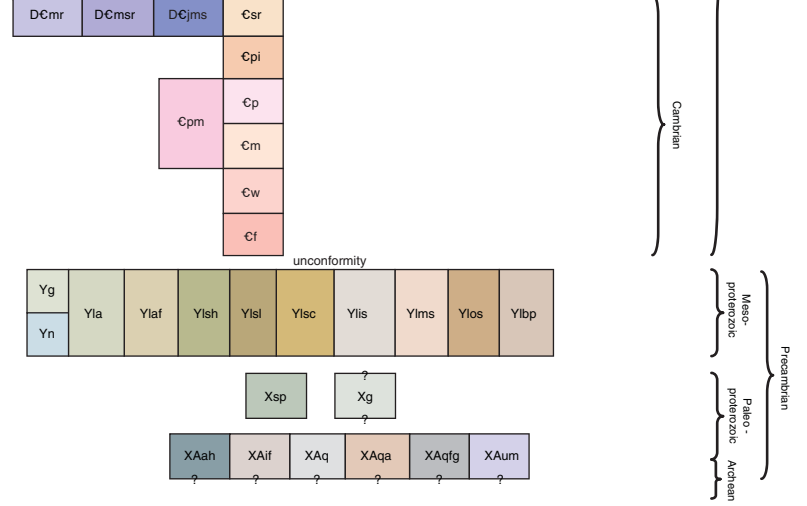 D€mr D€msr D€jms €sr
€pi
€pm €p
€m
€w
€f
Cambrian
unconformity
Yg Yla Ylaf Ylsh Ylsl Ylsc Ylis Ylms Ylos Ylbp
Yn
Meso-
proterozoic
?
Xsp Xg
?
Paleo -
proterozoic
XAah XAif XAq XAqa XAqfg XAum
? ? ? ? ? ?
Archean
Precambrian